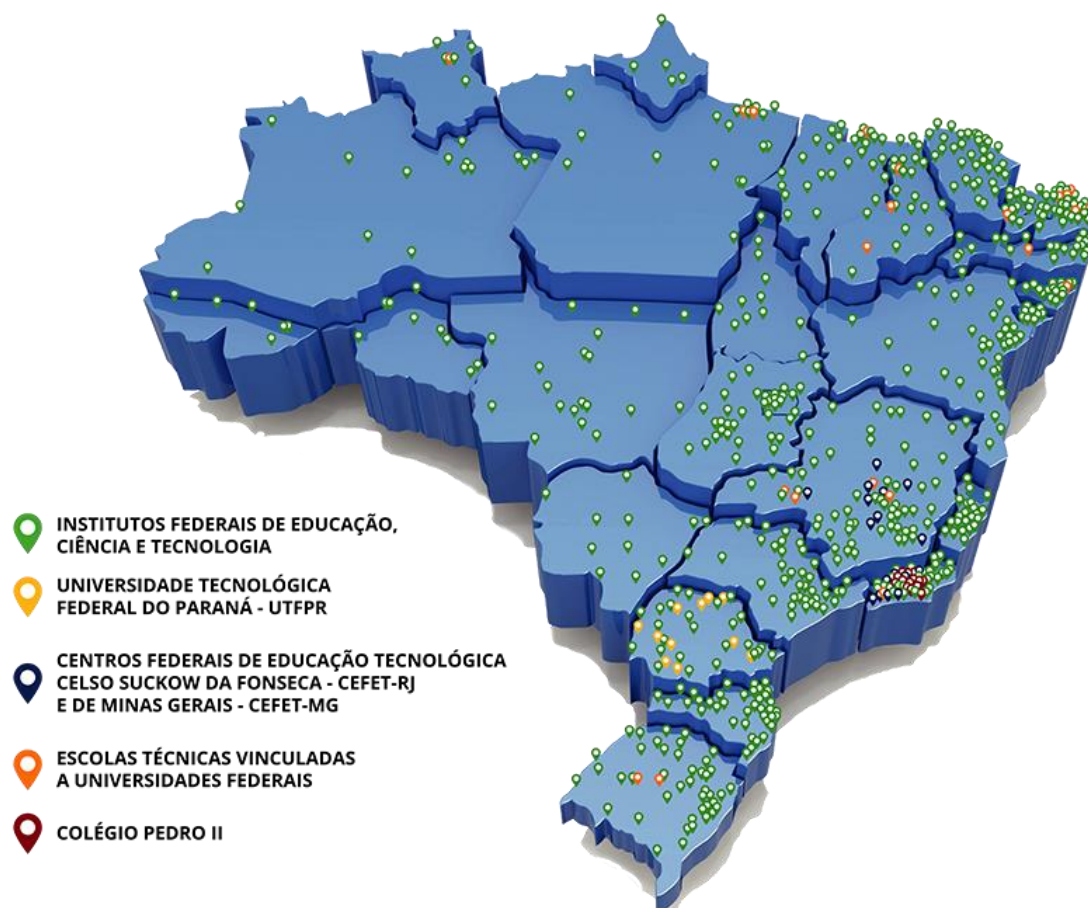 INSTITUTOS FEDERAIS DE EDUCAÇÃO,
CIÊNCIA E TECNOLOGIA
UNIVERSIDADE TECNOLÓGICA
FEDERAL DO PARANÁ - UTFPR
CENTROS FEDERAIS DE EDUCAÇÃO TECNOLÓGICA
CELSO SUCKOW DA FONSECA - CEFET-RJ
E DE MINAS GERAIS - CEFET-MG
ESCOLAS TÉCNICAS VINCULADAS
A UNIVERSIDADES FEDERAIS
COLÉGIO PEDRO II